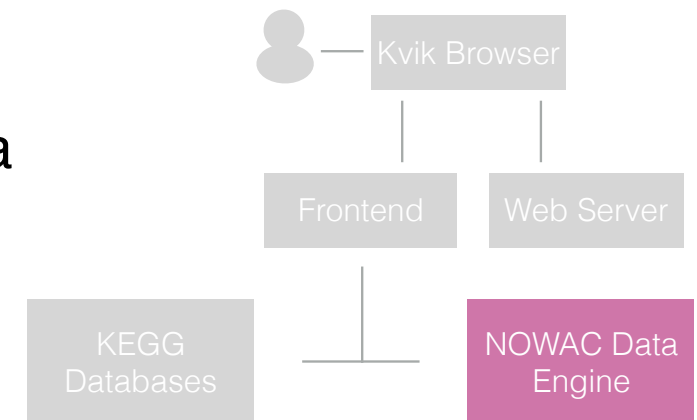 Kvik Browser
a
Frontend
Web Server
KEGG
Databases
NOWAC Data
Engine